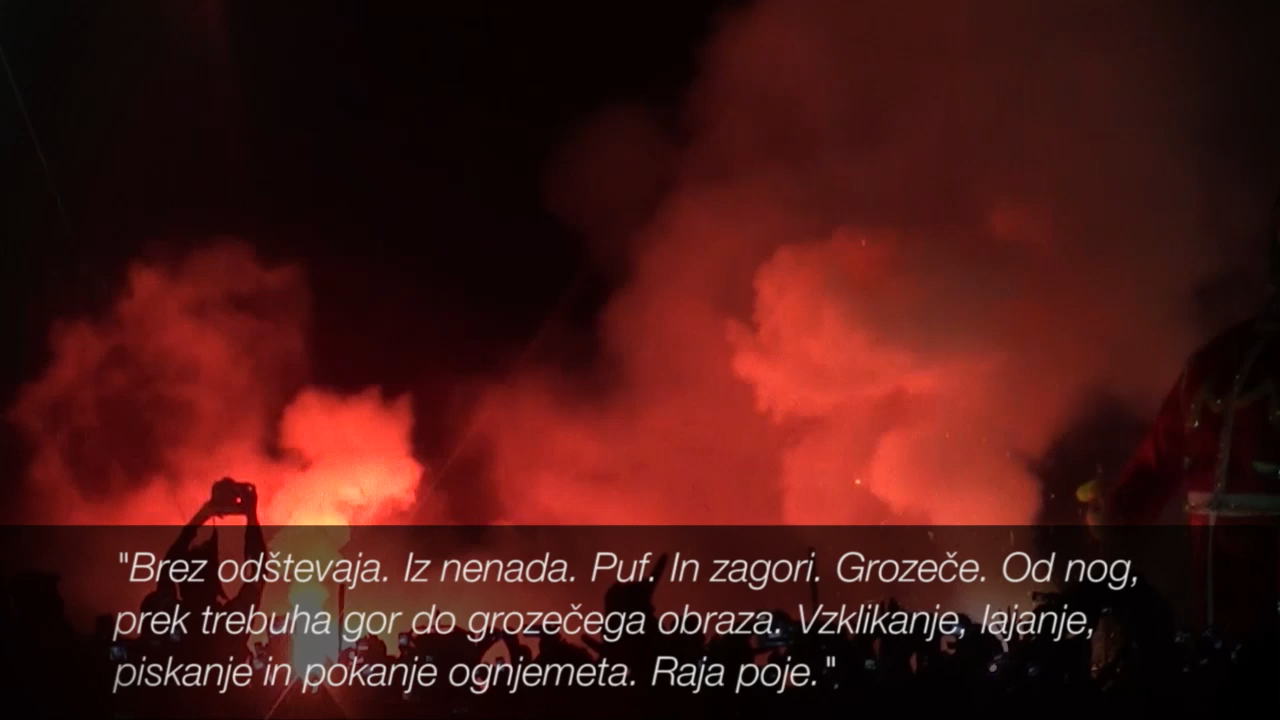 "Brez odštevaja. Iz nenada. Puf. In zagori. Grozeče. Od nog,
prek trebuha gor do grozečega obraza. Vzklikanje, lajanje,
piskanje in pokanje ognjemeta. Raja poje."